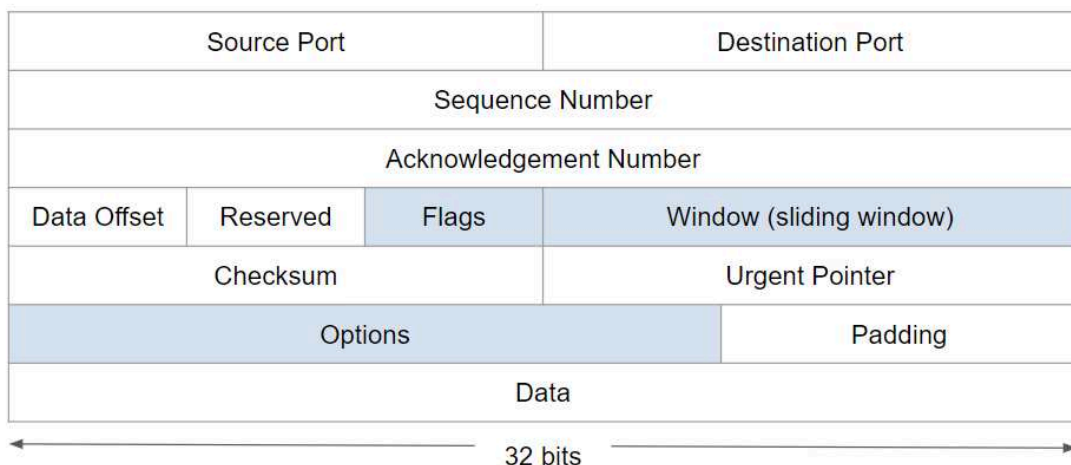 Source Port Destination Port
Sequence Number
Acknowledgement Number
Data Offset Reserved Flags Window (sliding window)
Checksum Urgent Pointer
Options Padding
Data
32 bits